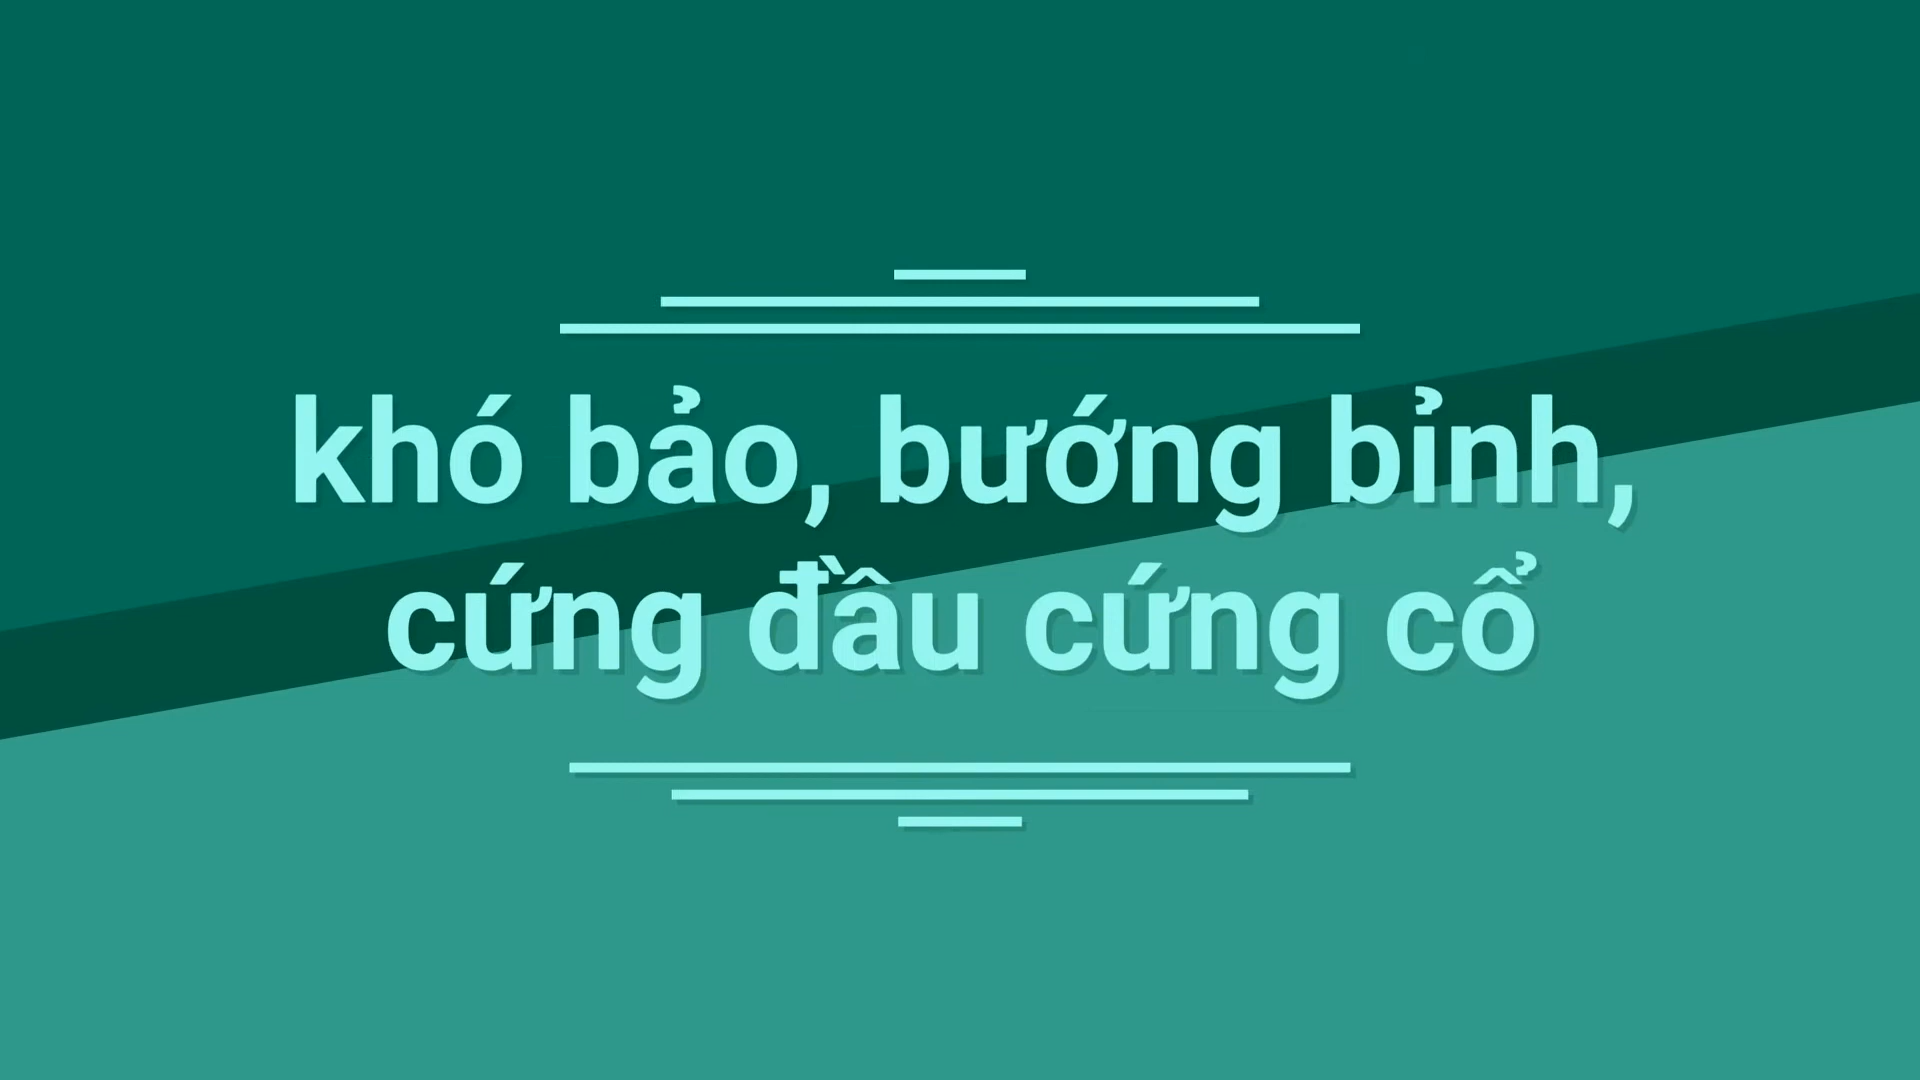 khó bảo, bướng bỉnh,
cứng đầu cứng cổ